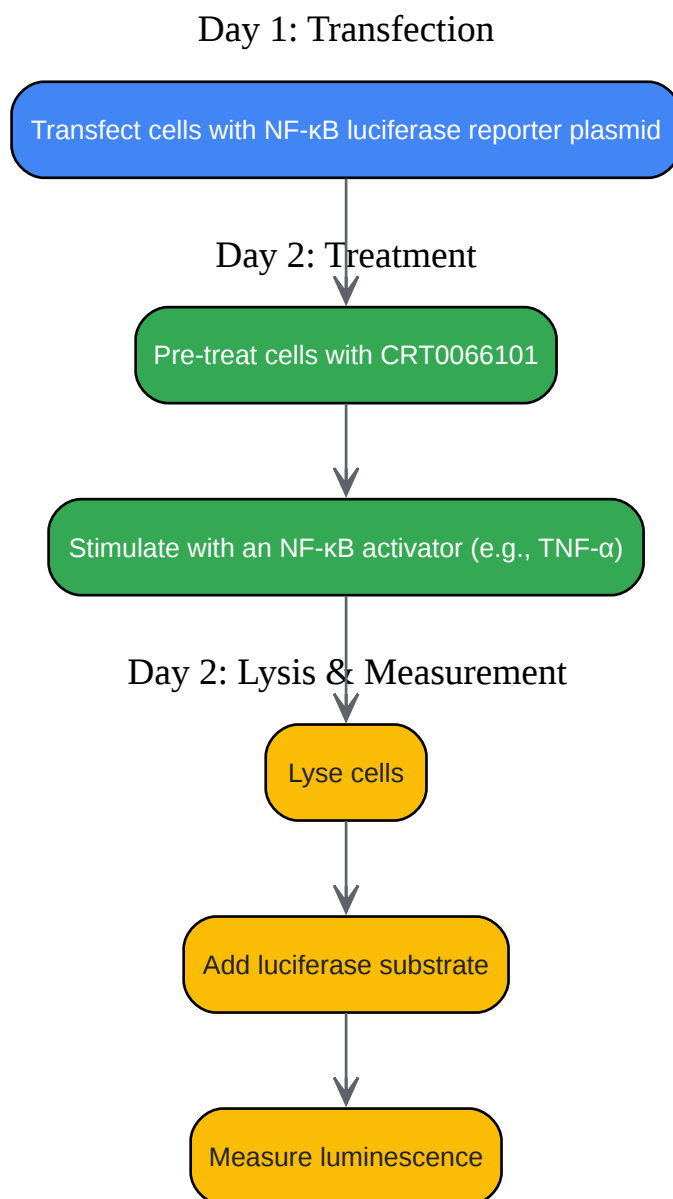 Day 1: Transfection
Transfect cells with NF-κB luciferase reporter plasmid
Day 2: Treatment
Pre-treat cells with CRT0066101
Stimulate with an NF-κB activator (e.g., TNF-α)
Day 2: Lysis & Measurement
Lyse cells
Add luciferase substrate
Measure luminescence